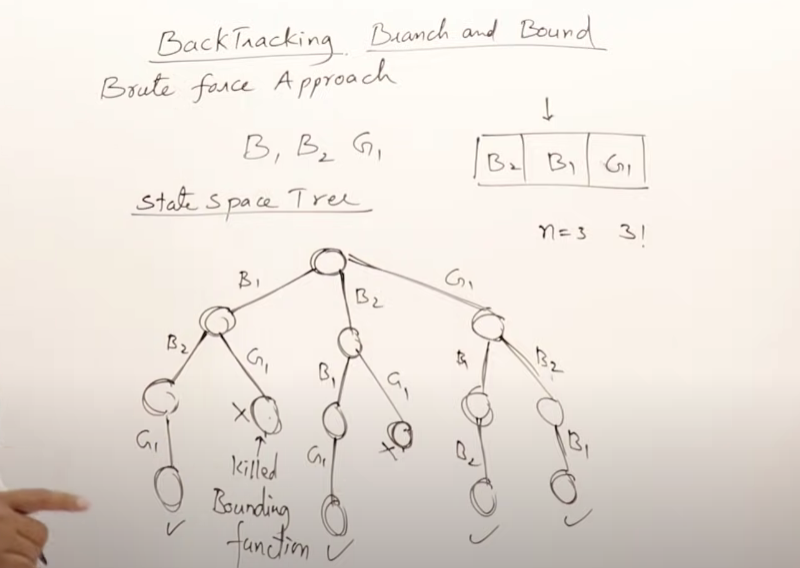 BackTracking. Branch and Bound
Brute force Approach
B1 B2 G1
B2 B1 G1
State Space Tree
n=3 3!
B1 B2 G1
B2 G1 B1 G1 B1 B2
G1 G1 B2 B1
Killed
Bounding
function